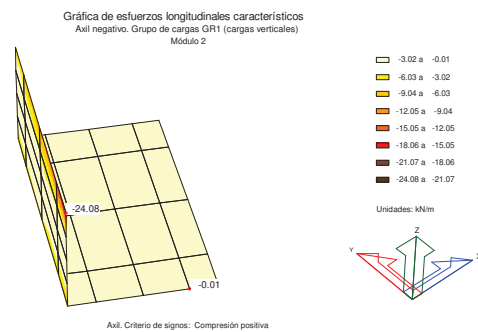 Gráfica de esfuerzos longitudinales característicos
Axil negativo. Grupo de cargas GR1 (cargas verticales)
Módulo 2
-3.02 a -0.01
-6.03 a -3.02
-9.04 a -6.03
-12.05 a -9.04
-15.05 a -12.05
-18.06 a -15.05
-21.07 a -18.06
-24.08 a -21.07
Unidades: kN/m
-24.08
-0.01
Z
Y
X
Axil. Criterio de signos: Compresión positiva